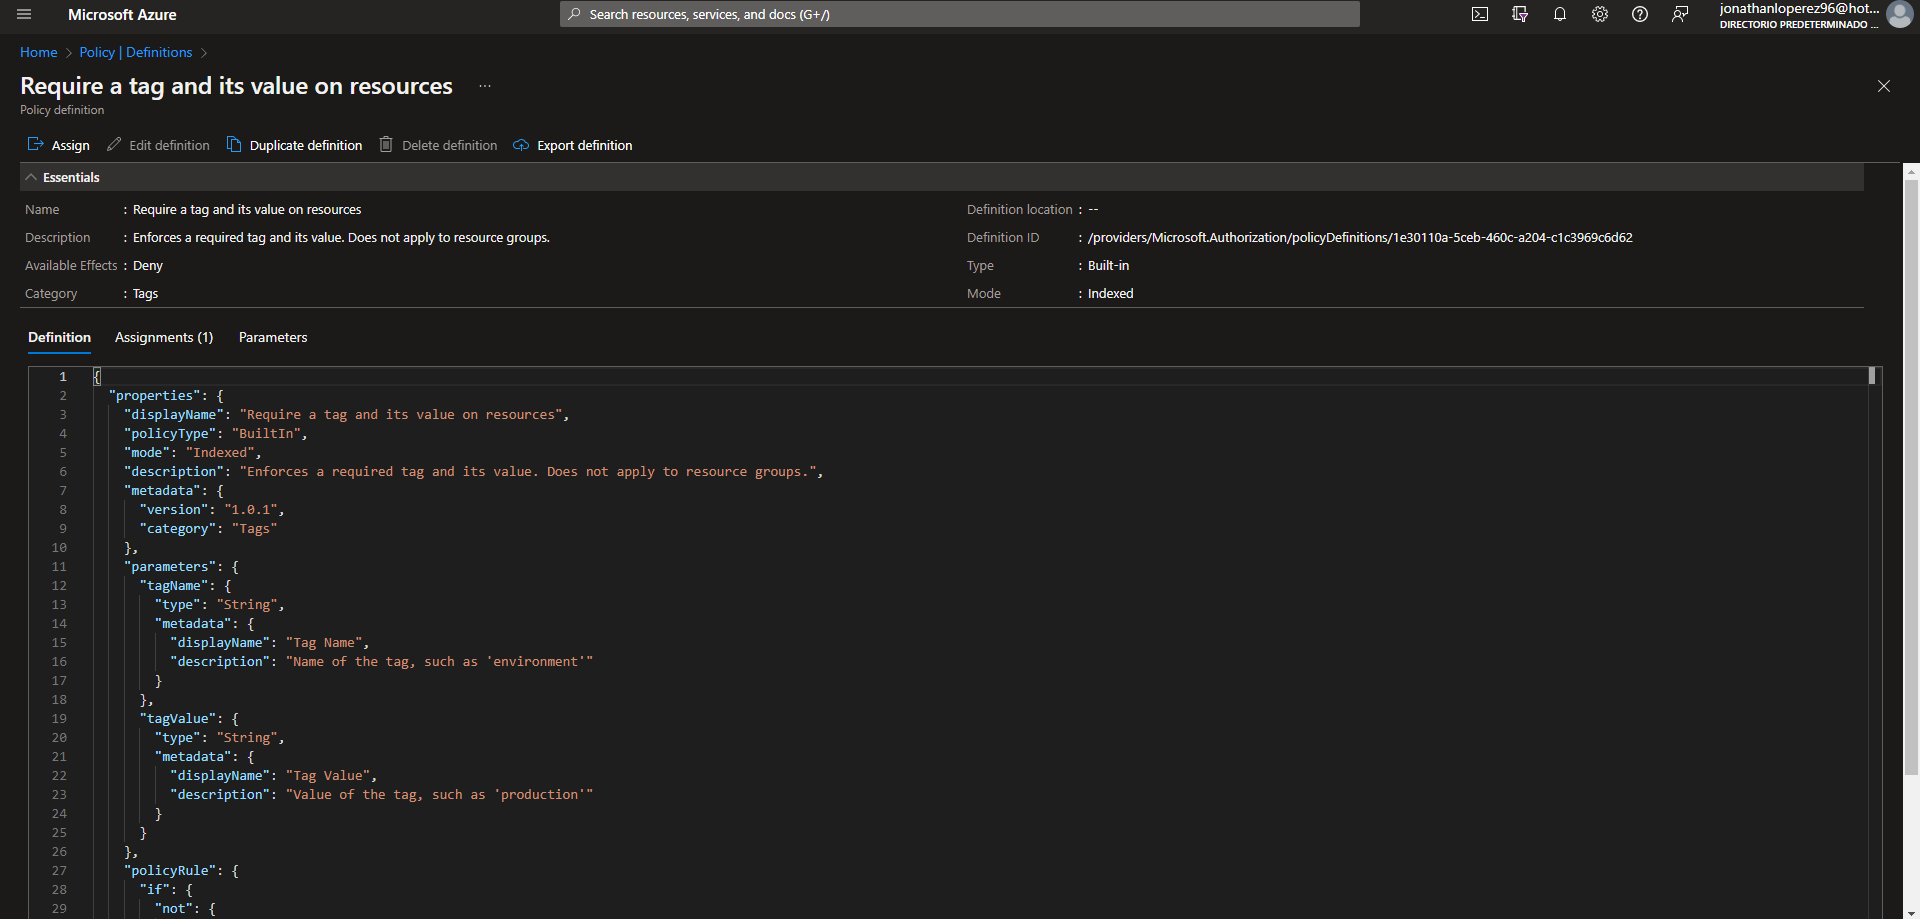 Microsoft Azure
Search resources, services, and docs (G+/)
jonathanloperez96@hot...
DIRECTORIO PREDETERMINADO ...
Home > Policy | Definitions >
Require a tag and its value on resources ...
Policy definition
Assign Edit definition Duplicate definition Delete definition Export definition
Essentials
Name : Require a tag and its value on resources
Description : Enforces a required tag and its value. Does not apply to resource groups.
Available Effects : Deny
Category : Tags
Definition location : --
Definition ID : /providers/Microsoft.Authorization/policyDefinitions/1e30110a-5ceb-460c-a204-c1c3969c6d62
Type : Built-in
Mode : Indexed
Definition Assignments (1) Parameters
1 {
2 "properties": {
3 "displayName": "Require a tag and its value on resources",
4 "policyType": "BuiltIn",
5 "mode": "Indexed",
6 "description": "Enforces a required tag and its value. Does not apply to resource groups.",
7 "metadata": {
8 "version": "1.0.1",
9 "category": "Tags"
10 },
11 "parameters": {
12 "tagName": {
13 "type": "String",
14 "metadata": {
15 "displayName": "Tag Name",
16 "description": "Name of the tag, such as 'environment'"
17 }
18 },
19 "tagValue": {
20 "type": "String",
21 "metadata": {
22 "displayName": "Tag Value",
23 "description": "Value of the tag, such as 'production'"
24 }
25 }
26 },
27 "policyRule": {
28 "if": {
29 "not": {